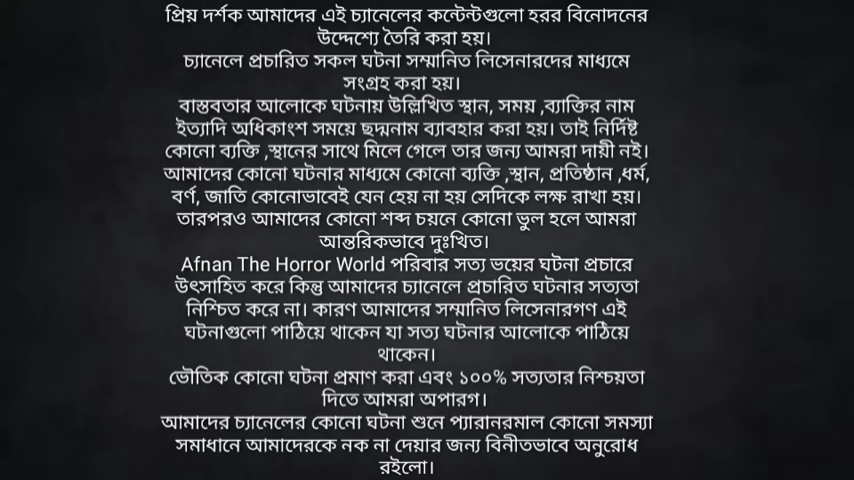 প্রিয় দর্শক আমাদের এই চ্যানেলের কন্টেন্টগুলো হরর বিনোদনের
উদ্দেশ্যে তৈরি করা হয়।
চ্যানেলে প্রচারিত সকল ঘটনা সম্মানিত লিসেনারদের মাধ্যমে
সংগ্রহ করা হয়।
বাস্তবতার আলোকে ঘটনায় উল্লিখিত স্থান, সময় ,ব্যাক্তির নাম
ইত্যাদি অধিকাংশ সময়ে ছদ্মনাম ব্যাবহার করা হয়। তাই নির্দিষ্ট
কোনো ব্যক্তি ,স্থানের সাথে মিলে গেলে তার জন্য আমরা দায়ী নই।
আমাদের কোনো ঘটনার মাধ্যমে কোনো ব্যক্তি ,স্থান, প্রতিষ্ঠান ,ধর্ম,
বর্ণ, জাতি কোনোভাবেই যেন হেয় না হয় সেদিকে লক্ষ রাখা হয়।
তারপরও আমাদের কোনো শব্দ চয়নে কোনো ভুল হলে আমরা
আন্তরিকভাবে দুঃখিত।
Afnan The Horror World পরিবার সত্য ভয়ের ঘটনা প্রচারে
উৎসাহিত করে কিন্তু আমাদের চ্যানেলে প্রচারিত ঘটনার সত্যতা
নিশ্চিত করে না। কারণ আমাদের সম্মানিত লিসেনারগণ এই
ঘটনাগুলো পাঠিয়ে থাকেন যা সত্য ঘটনার আলোকে পাঠিয়ে
থাকেন।
ভৌতিক কোনো ঘটনা প্রমাণ করা এবং ১০০% সত্যতার নিশ্চয়তা
দিতে আমরা অপারগ।
আমাদের চ্যানেলের কোনো ঘটনা শুনে প্যারানরমাল কোনো সমস্যা
সমাধানে আমাদেরকে নক না দেয়ার জন্য বিনীতভাবে অনুরোধ
রইলো।